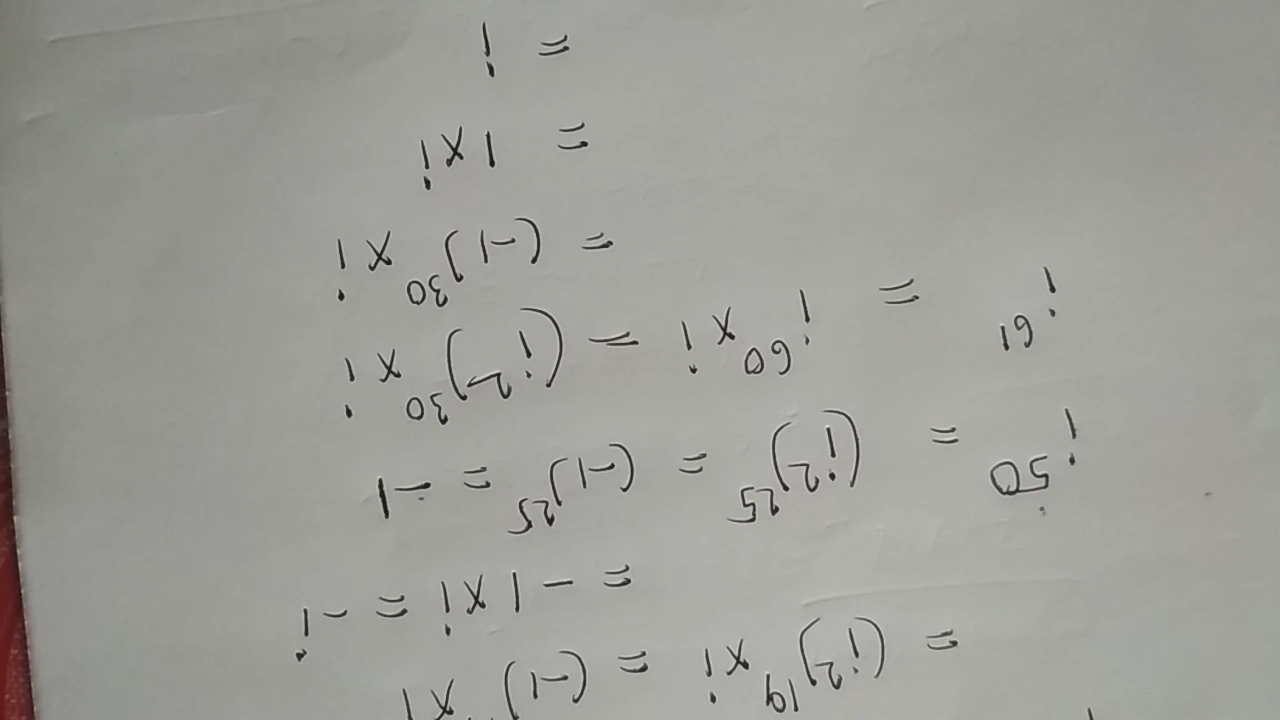 = (i²)¹⁹ × i = (-1) × i
= -1 × i = -i
i⁵⁰ = (i²)²⁵ = (-1)²⁵ = -1
i⁶¹ = i⁶⁰ × i = (i²)³⁰ × i
= (-1)³⁰ × i
= 1 × i
= i